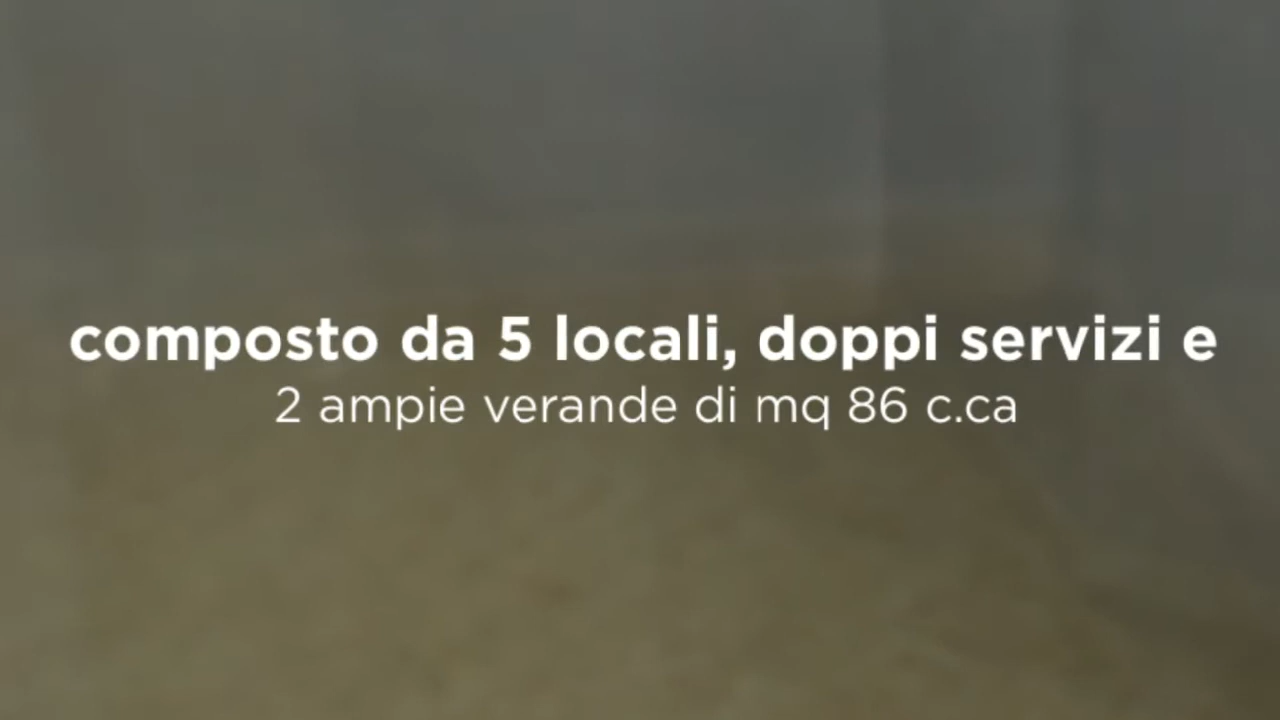 composto da 5 locali, doppi servizi e
2 ampie verande di mq 86 c.ca